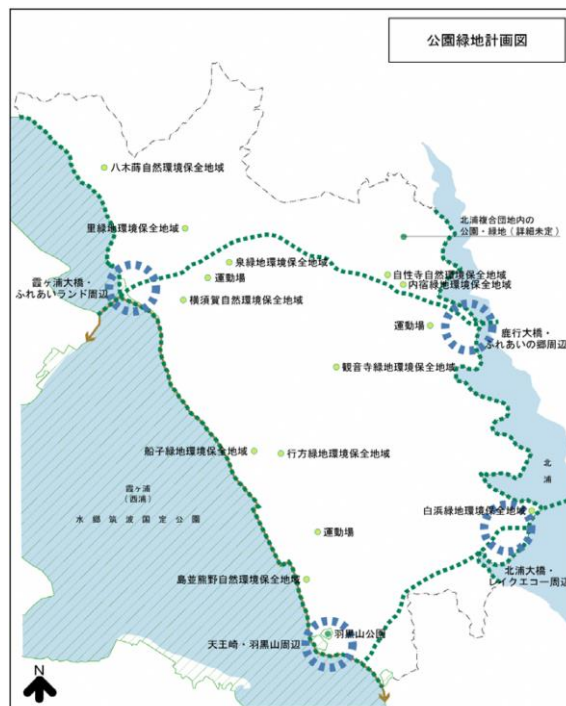 公園緑地計画図
八木蒔自然環境保全地域
里緑地環境保全地域
北浦複合団地内の
公園・緑地(詳細未定)
泉緑地環境保全地域
霞ヶ浦大橋・
ふれあいランド周辺
運動場
自性寺自然環境保全地域
内宿緑地環境保全地域
横須賀自然環境保全地域
運動場
鹿行大橋・
ふれあいの郷周辺
観音寺緑地環境保全地域
船子緑地環境保全地域
行方緑地環境保全地域
北
浦
霞ヶ浦
(西浦)
水郷筑波国定公園
白浜緑地環境保全地域
運動場
北浦大橋・
レイクエコー周辺
島並熊野自然環境保全地域
羽黒山公園
天王崎・羽黒山周辺
N